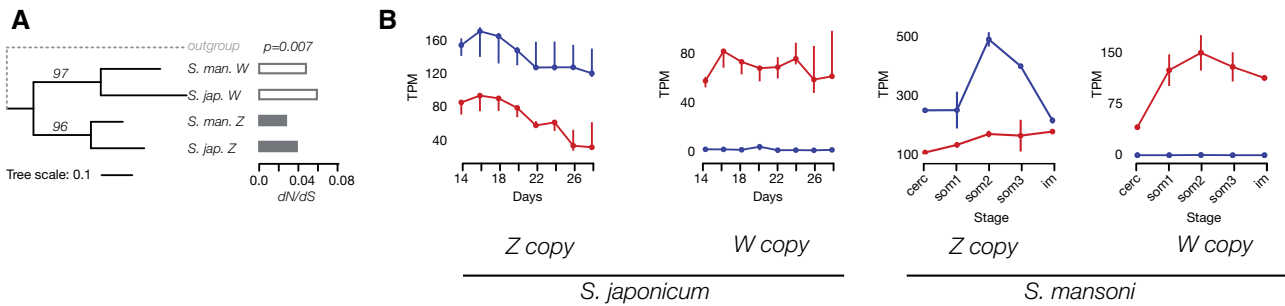 A
outgroup
p=0.007
97
S. man. W
S. jap. W
96
S. man. Z
S. jap. Z
Tree scale: 0.1
0.0 0.04 0.08
dN/dS
B
TPM
160
120
80
40
14 18 22 26
Days
TPM
80
40
0
14 18 22 26
Days
TPM
500
300
100
cerc som1 som2 som3 im
Stage
TPM
150
75
0
cerc som1 som2 som3 im
Stage
Z copy
W copy
Z copy
W copy
S. japonicum
S. mansoni